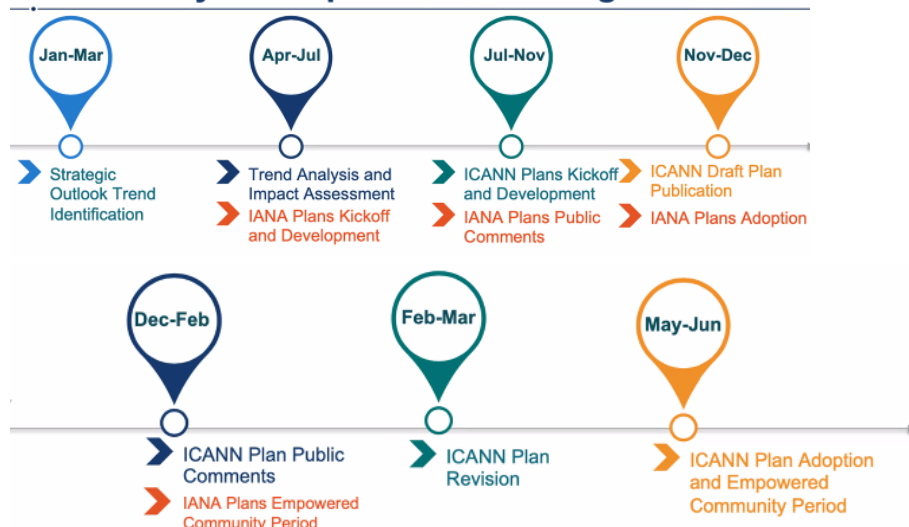 Jan-Mar
Apr-Jul
Jul-Nov
Nov-Dec
Strategic
Outlook Trend
Identification
Trend Analysis and
Impact Assessment
IANA Plans Kickoff
and Development
ICANN Plans Kickoff
and Development
IANA Plans Public
Comments
ICANN Draft Plan
Publication
IANA Plans Adoption
Dec-Feb
Feb-Mar
May-Jun
ICANN Plan Public
Comments
IANA Plans Empowered
Community Period
ICANN Plan
Revision
ICANN Plan Adoption
and Empowered
Community Period